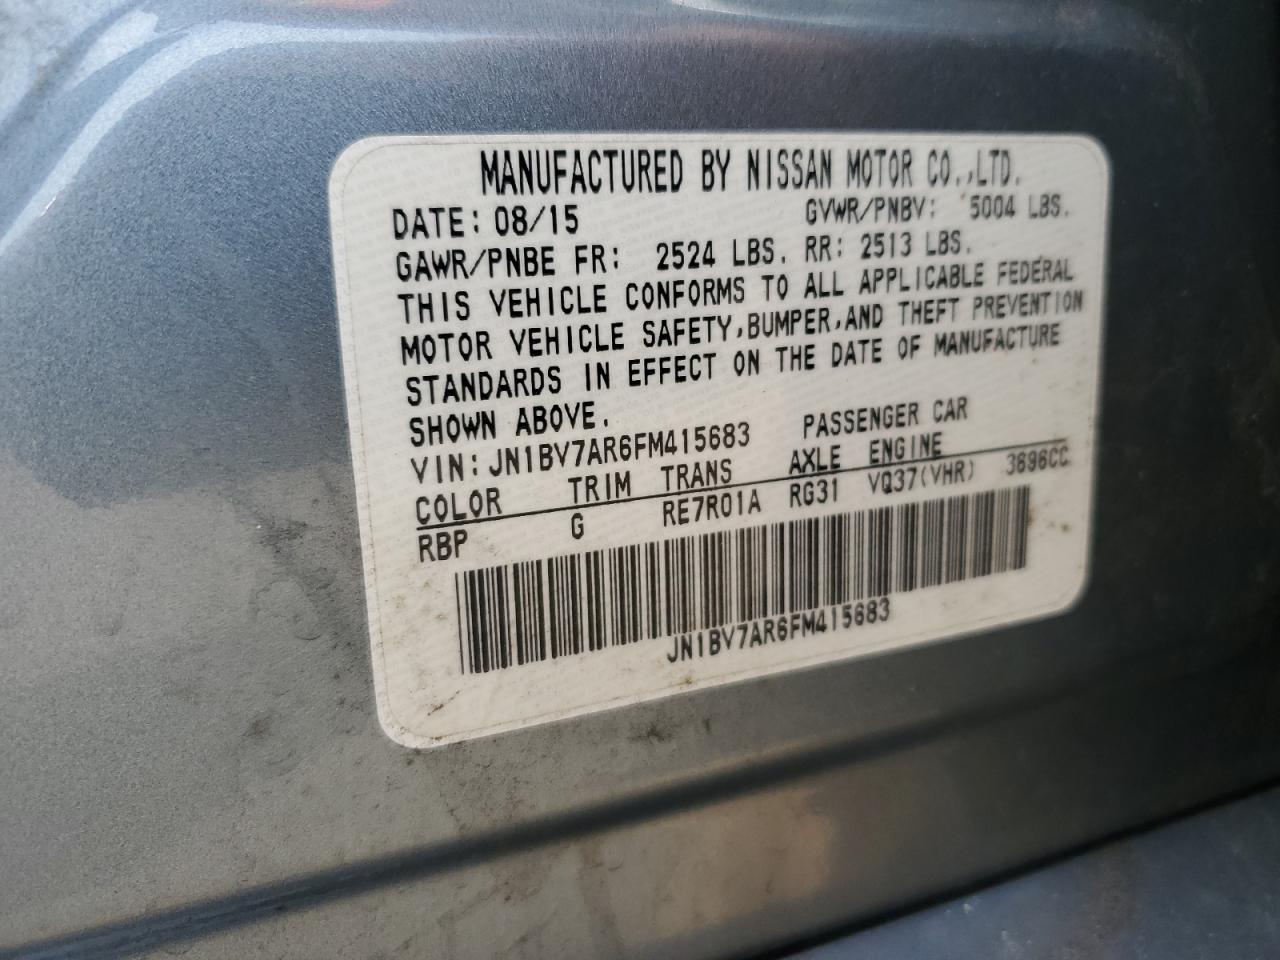 MANUFACTURED BY NISSAN MOTOR CO.,LTD.
DATE: 08/15 GVWR/PNBV: 5004 LBS.
GAWR/PNBE FR: 2524 LBS. RR: 2513 LBS.
THIS VEHICLE CONFORMS TO ALL APPLICABLE FEDERAL
MOTOR VEHICLE SAFETY,BUMPER,AND THEFT PREVENTION
STANDARDS IN EFFECT ON THE DATE OF MANUFACTURE
SHOWN ABOVE.
VIN: JN1BV7AR6FM415683 PASSENGER CAR
COLOR TRIM TRANS AXLE ENGINE
RBP G RE7R01A RG31 VQ37(VHR) 3696CC
JN1BV7AR6FM415683